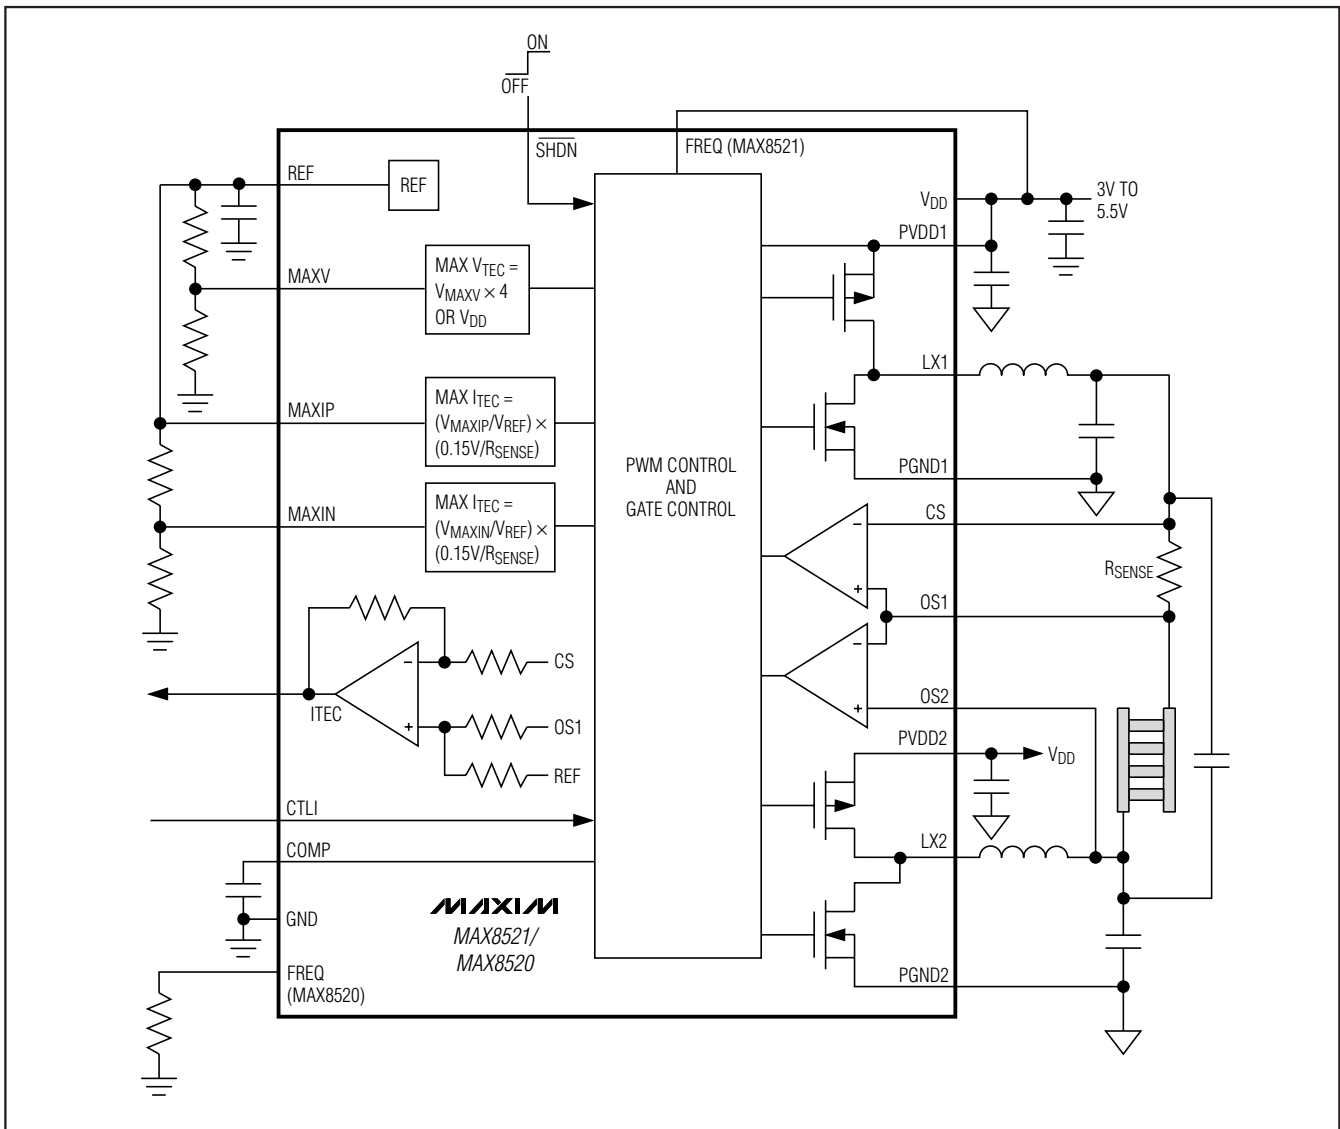 ON
OFF
SHDN
FREQ (MAX8521)
REF
REF
VDD
3V TO
5.5V
PVDD1
MAXV
MAX VTEC =
VMAXV × 4
OR VDD
LX1
MAXIP
MAX ITEC =
(VMAXIP/VREF) ×
(0.15V/RSENSE)
PWM CONTROL
AND
GATE CONTROL
PGND1
MAXIN
MAX ITEC =
(VMAXIN/VREF) ×
(0.15V/RSENSE)
CS
-
+
RSENSE
OS1
-
+
OS2
-
+
CS
OS1
REF
ITEC
PVDD2
VDD
CTLI
COMP
LX2
GND
MAXIM
MAX8521/
MAX8520
FREQ
(MAX8520)
PGND2